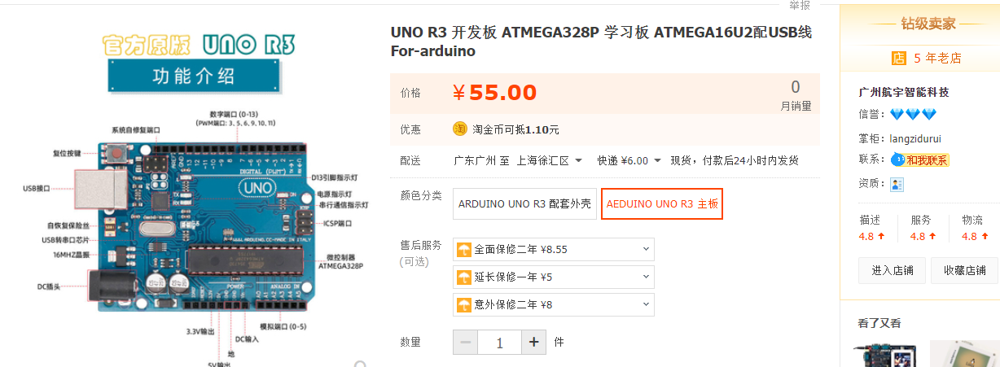 举报
官方原版 UNO R3
功能介绍
数字端口 (0-13)
(PWM端口: 3, 5, 6, 9, 10, 11)
系统自修复端口
复位按键
USB接口
自恢复保险丝
USB转串口芯片
16MHZ晶振
DC插头
D13引脚指示灯
电源指示灯
串行通信指示灯
ICSP端口
微控制器
ATMEGA328P
模拟端口 (0-5)
DC输入
3.3V输出
地
5V输出
DIGITAL (PWM~)
UNO
TX
RX
ON
WWW.ARDUINO.CC-MADE IN ITALY
POWER
ANALOG IN
UNO R3 开发板 ATMEGA328P 学习板 ATMEGA16U2配USB线
For-arduino
价格 ¥55.00
0
月销量
优惠 淘 淘金币可抵1.10元
配送 广东广州 至 上海徐汇区 快递 ¥6.00 现货，付款后24小时内发货
颜色分类 ARDUINO UNO R3 配套外壳 AEDUINO UNO R3 主板
售后服务 全面保修二年 ¥8.55
(可选) 延长保修一年 ¥5
意外保修二年 ¥8
数量 − 1 + 件
钻级卖家
店 5 年老店
广州航宇智能科技
信誉：
掌柜：langzidurui
联系：和我联系
资质：
描述 服务 物流
4.8 4.8 4.8
进入店铺 收藏店铺
看了又看